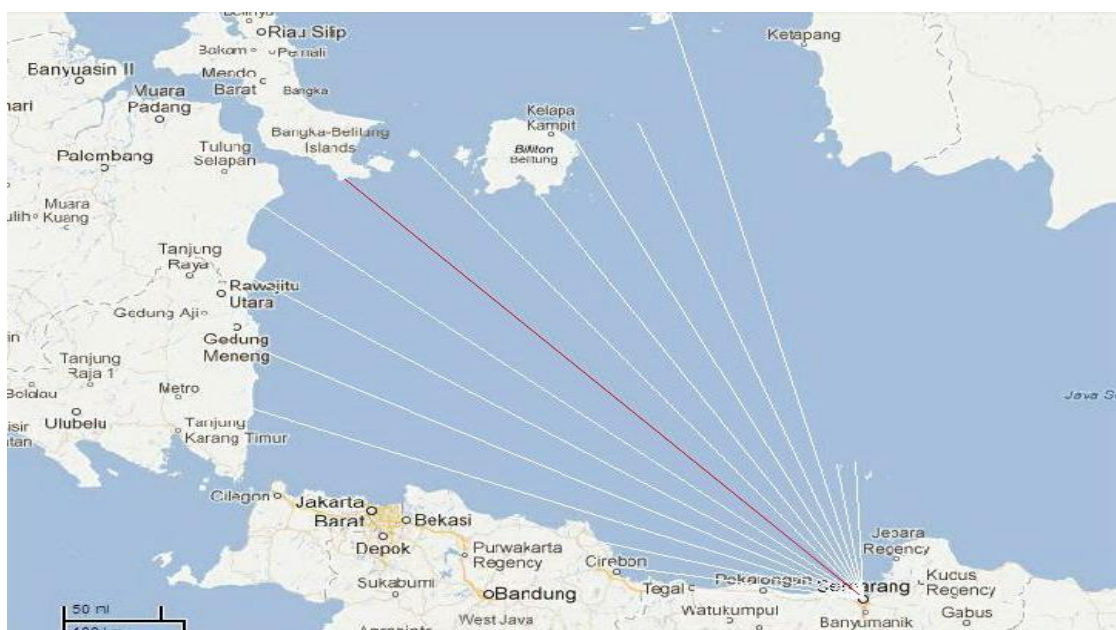 Riau Silip
Ketapang
Bakam
Banyuasin II
Mendo
Barat
Bangka
Muara
Padang
Kelapa
Kampit
Bangka-Belitung
Islands
Tulung
Selapan
Biliton
Belitung
Palembang
Muara
Kuang
Tanjung
Raya
Rawajitu
Utara
Gedung Aji
Gedung
Meneng
Tanjung
Raja 1
Metro
Java S
Ulubelu
Tanjung
Karang Timur
Cilegon
Jakarta
Barat
Bekasi
Depok
Jepara
Regency
Purwakarta
Regency
Cirebon
Sukabumi
Bandung
Tegal
Pekalongan
Semarang
Kudus
Regency
Watukumpul
Banyumanik
Gabus
West Java
50 mi